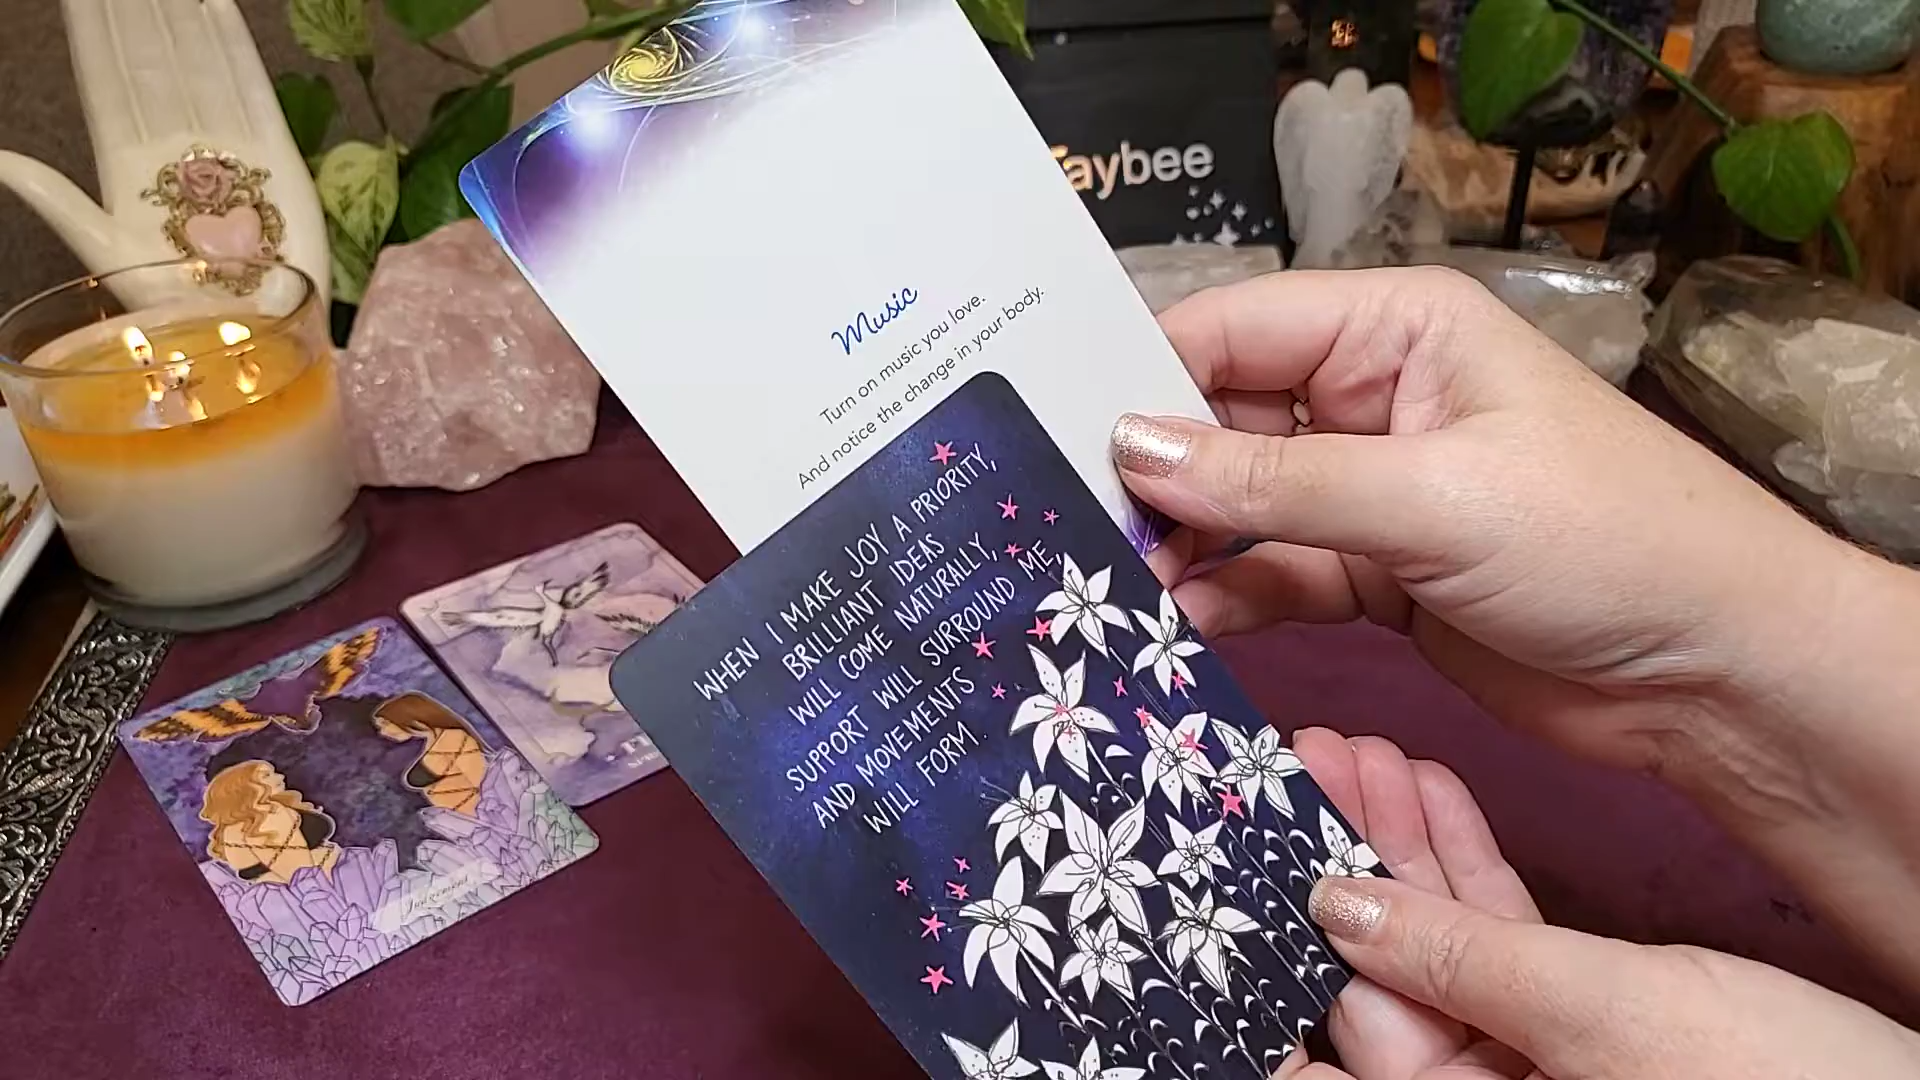 aybee
Music
Turn on music you love.
And notice the change in your body.
WHEN I MAKE JOY A PRIORITY,
BRILLIANT IDEAS
WILL COME NATURALLY,
SUPPORT WILL SURROUND ME,
AND MOVEMENTS
WILL FORM.
Judgement